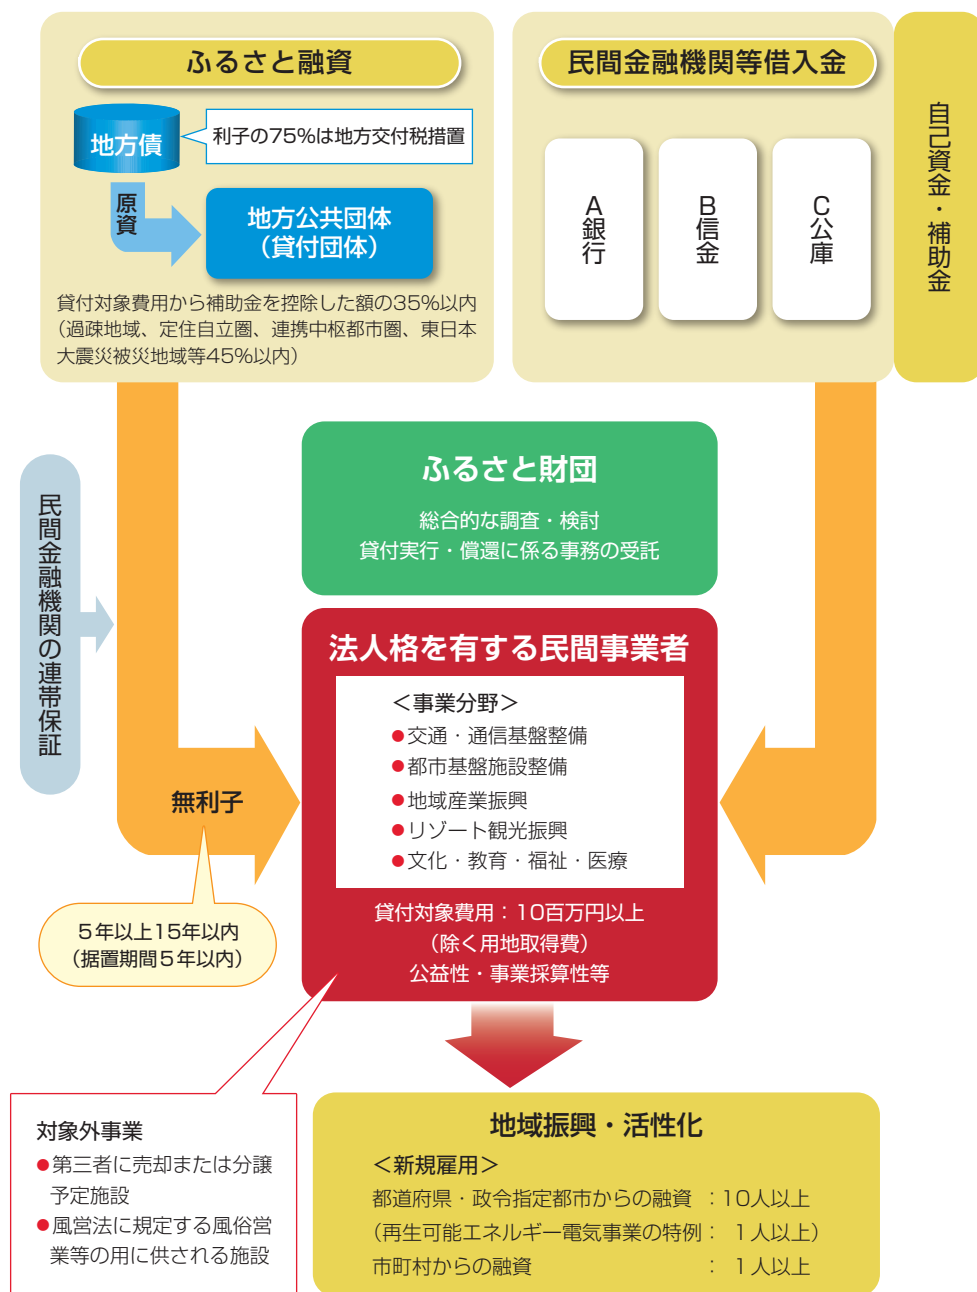 ふるさと融資
地方債
利子の75%は地方交付税措置
原資
地方公共団体
（貸付団体）
貸付対象費用から補助金を控除した額の35%以内
（過疎地域、定住自立圏、連携中枢都市圏、東日本
大震災被災地域等45%以内）
民間金融機関等借入金
A銀行
B信金
C公庫
自己資金・補助金
民間金融機関の連帯保証
ふるさと財団
総合的な調査・検討
貸付実行・償還に係る事務の受託
法人格を有する民間事業者
＜事業分野＞
●交通・通信基盤整備
●都市基盤施設整備
●地域産業振興
●リゾート観光振興
●文化・教育・福祉・医療
貸付対象費用：10百万円以上
（除く用地取得費）
公益性・事業採算性等
無利子
５年以上15年以内
（据置期間５年以内）
対象外事業
●第三者に売却または分譲
予定施設
●風営法に規定する風俗営
業等の用に供される施設
地域振興・活性化
＜新規雇用＞
都道府県・政令指定都市からの融資 ：10人以上
（再生可能エネルギー電気事業の特例： １人以上）
市町村からの融資 ： １人以上